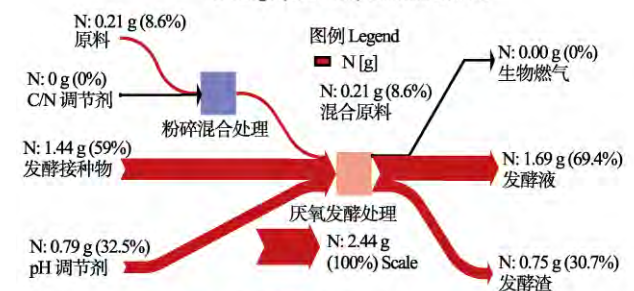 N: 0.21 g (8.6%)
原料
N: 0 g (0%)
C/N 调节剂
粉碎混合处理
N: 1.44 g (59%)
发酵接种物
N: 0.79 g (32.5%)
pH 调节剂
图例 Legend
N [g]
N: 0.21 g (8.6%)
混合原料
厌氧发酵处理
N: 2.44 g
(100%) Scale
N: 0.00 g (0%)
生物燃气
N: 1.69 g (69.4%)
发酵液
N: 0.75 g (30.7%)
发酵渣